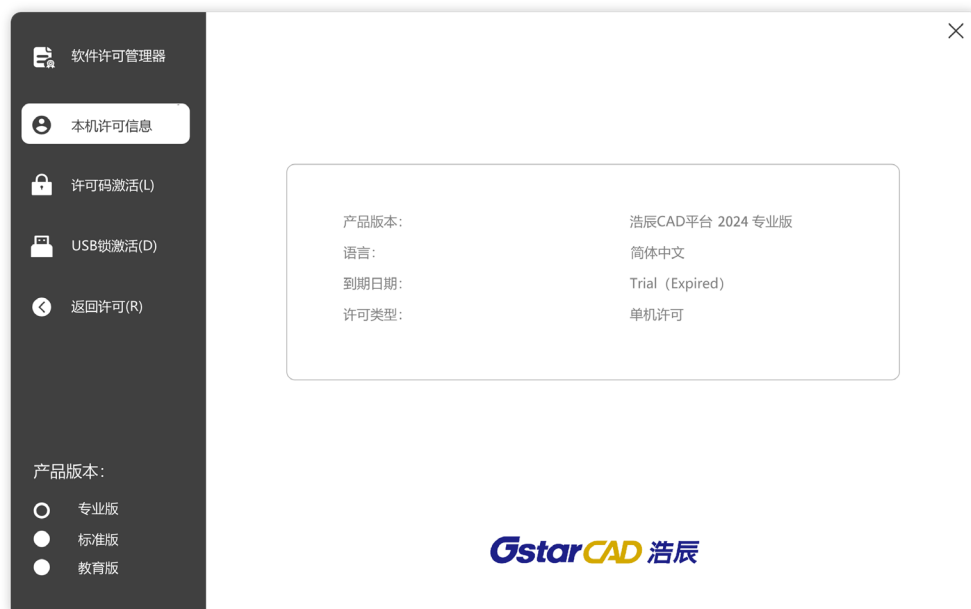 软件许可管理器
本机许可信息
许可码激活(L)
USB锁激活(D)
返回许可(R)
产品版本：
专业版
标准版
教育版
产品版本： 浩辰CAD平台 2024 专业版
语言： 简体中文
到期日期： Trial（Expired）
许可类型： 单机许可
GstarCAD 浩辰